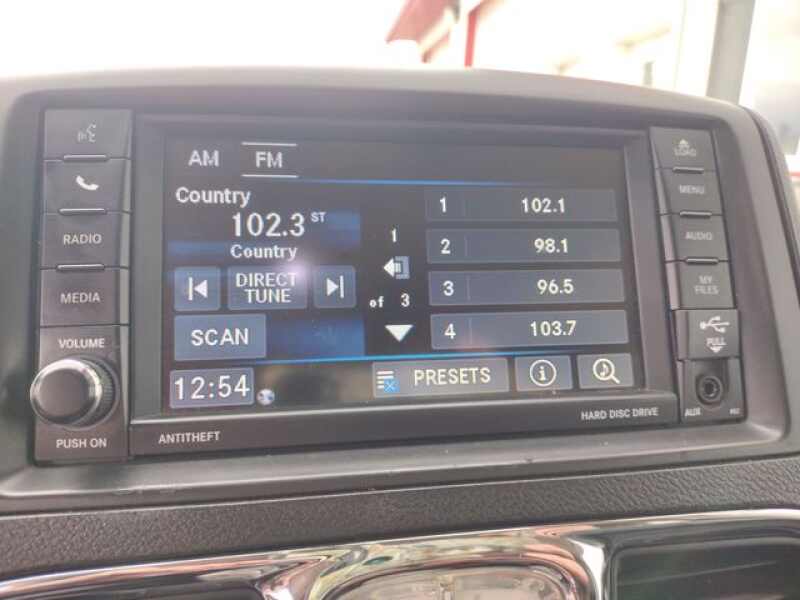 AM FM
Country
102.3 ST
Country
DIRECT
TUNE
SCAN
12:54
1
of 3
1 102.1
2 98.1
3 96.5
4 103.7
PRESETS
RADIO
MEDIA
VOLUME
PUSH ON
ANTITHEFT
HARD DISC DRIVE
LOAD
MENU
AUDIO
MY
FILES
PULL
AUX